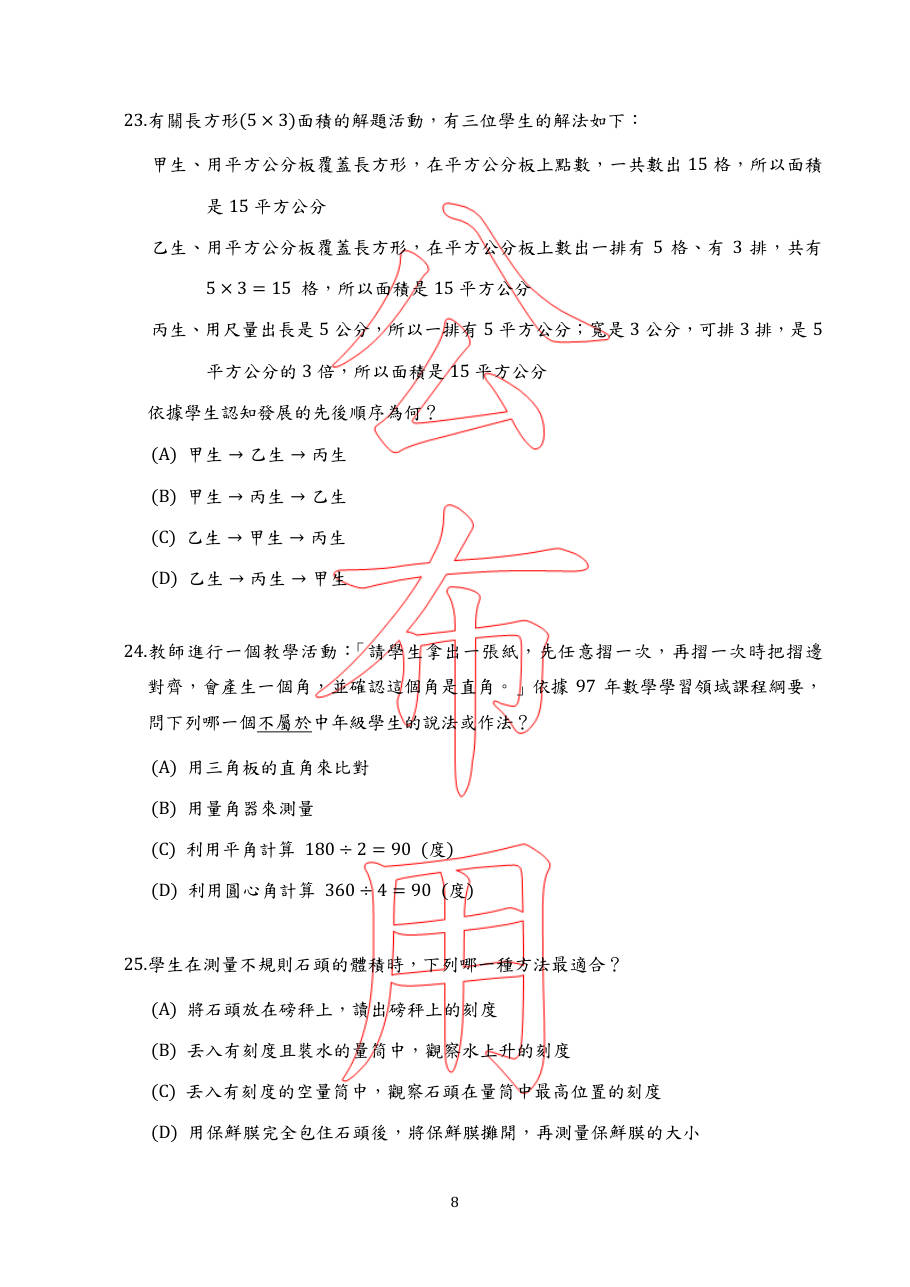 23.有關長方形(5 × 3)面積的解題活動，有三位學生的解法如下：
甲生、用平方公分板覆蓋長方形，在平方公分板上點數，一共數出 15 格，所以面積
是 15 平方公分
乙生、用平方公分板覆蓋長方形，在平方公分板上數出一排有 5 格、有 3 排，共有
5 × 3 = 15 格，所以面積是 15 平方公分
丙生、用尺量出長是 5 公分，所以一排有 5 平方公分；寬是 3 公分，可排 3 排，是 5
平方公分的 3 倍，所以面積是 15 平方公分
依據學生認知發展的先後順序為何？
(A) 甲生 → 乙生 → 丙生
(B) 甲生 → 丙生 → 乙生
(C) 乙生 → 甲生 → 丙生
(D) 乙生 → 丙生 → 甲生
24.教師進行一個教學活動：「請學生拿出一張紙，先任意摺一次，再摺一次時把摺邊
對齊，會產生一個角，並確認這個角是直角。」依據 97 年數學學習領域課程綱要，
問下列哪一個不屬於中年級學生的說法或作法？
(A) 用三角板的直角來比對
(B) 用量角器來測量
(C) 利用平角計算 180 ÷ 2 = 90 (度)
(D) 利用圓心角計算 360 ÷ 4 = 90 (度)
25.學生在測量不規則石頭的體積時，下列哪一種方法最適合？
(A) 將石頭放在磅秤上，讀出磅秤上的刻度
(B) 丟入有刻度且裝水的量筒中，觀察水上升的刻度
(C) 丟入有刻度的空量筒中，觀察石頭在量筒中最高位置的刻度
(D) 用保鮮膜完全包住石頭後，將保鮮膜攤開，再測量保鮮膜的大小
8
公布用